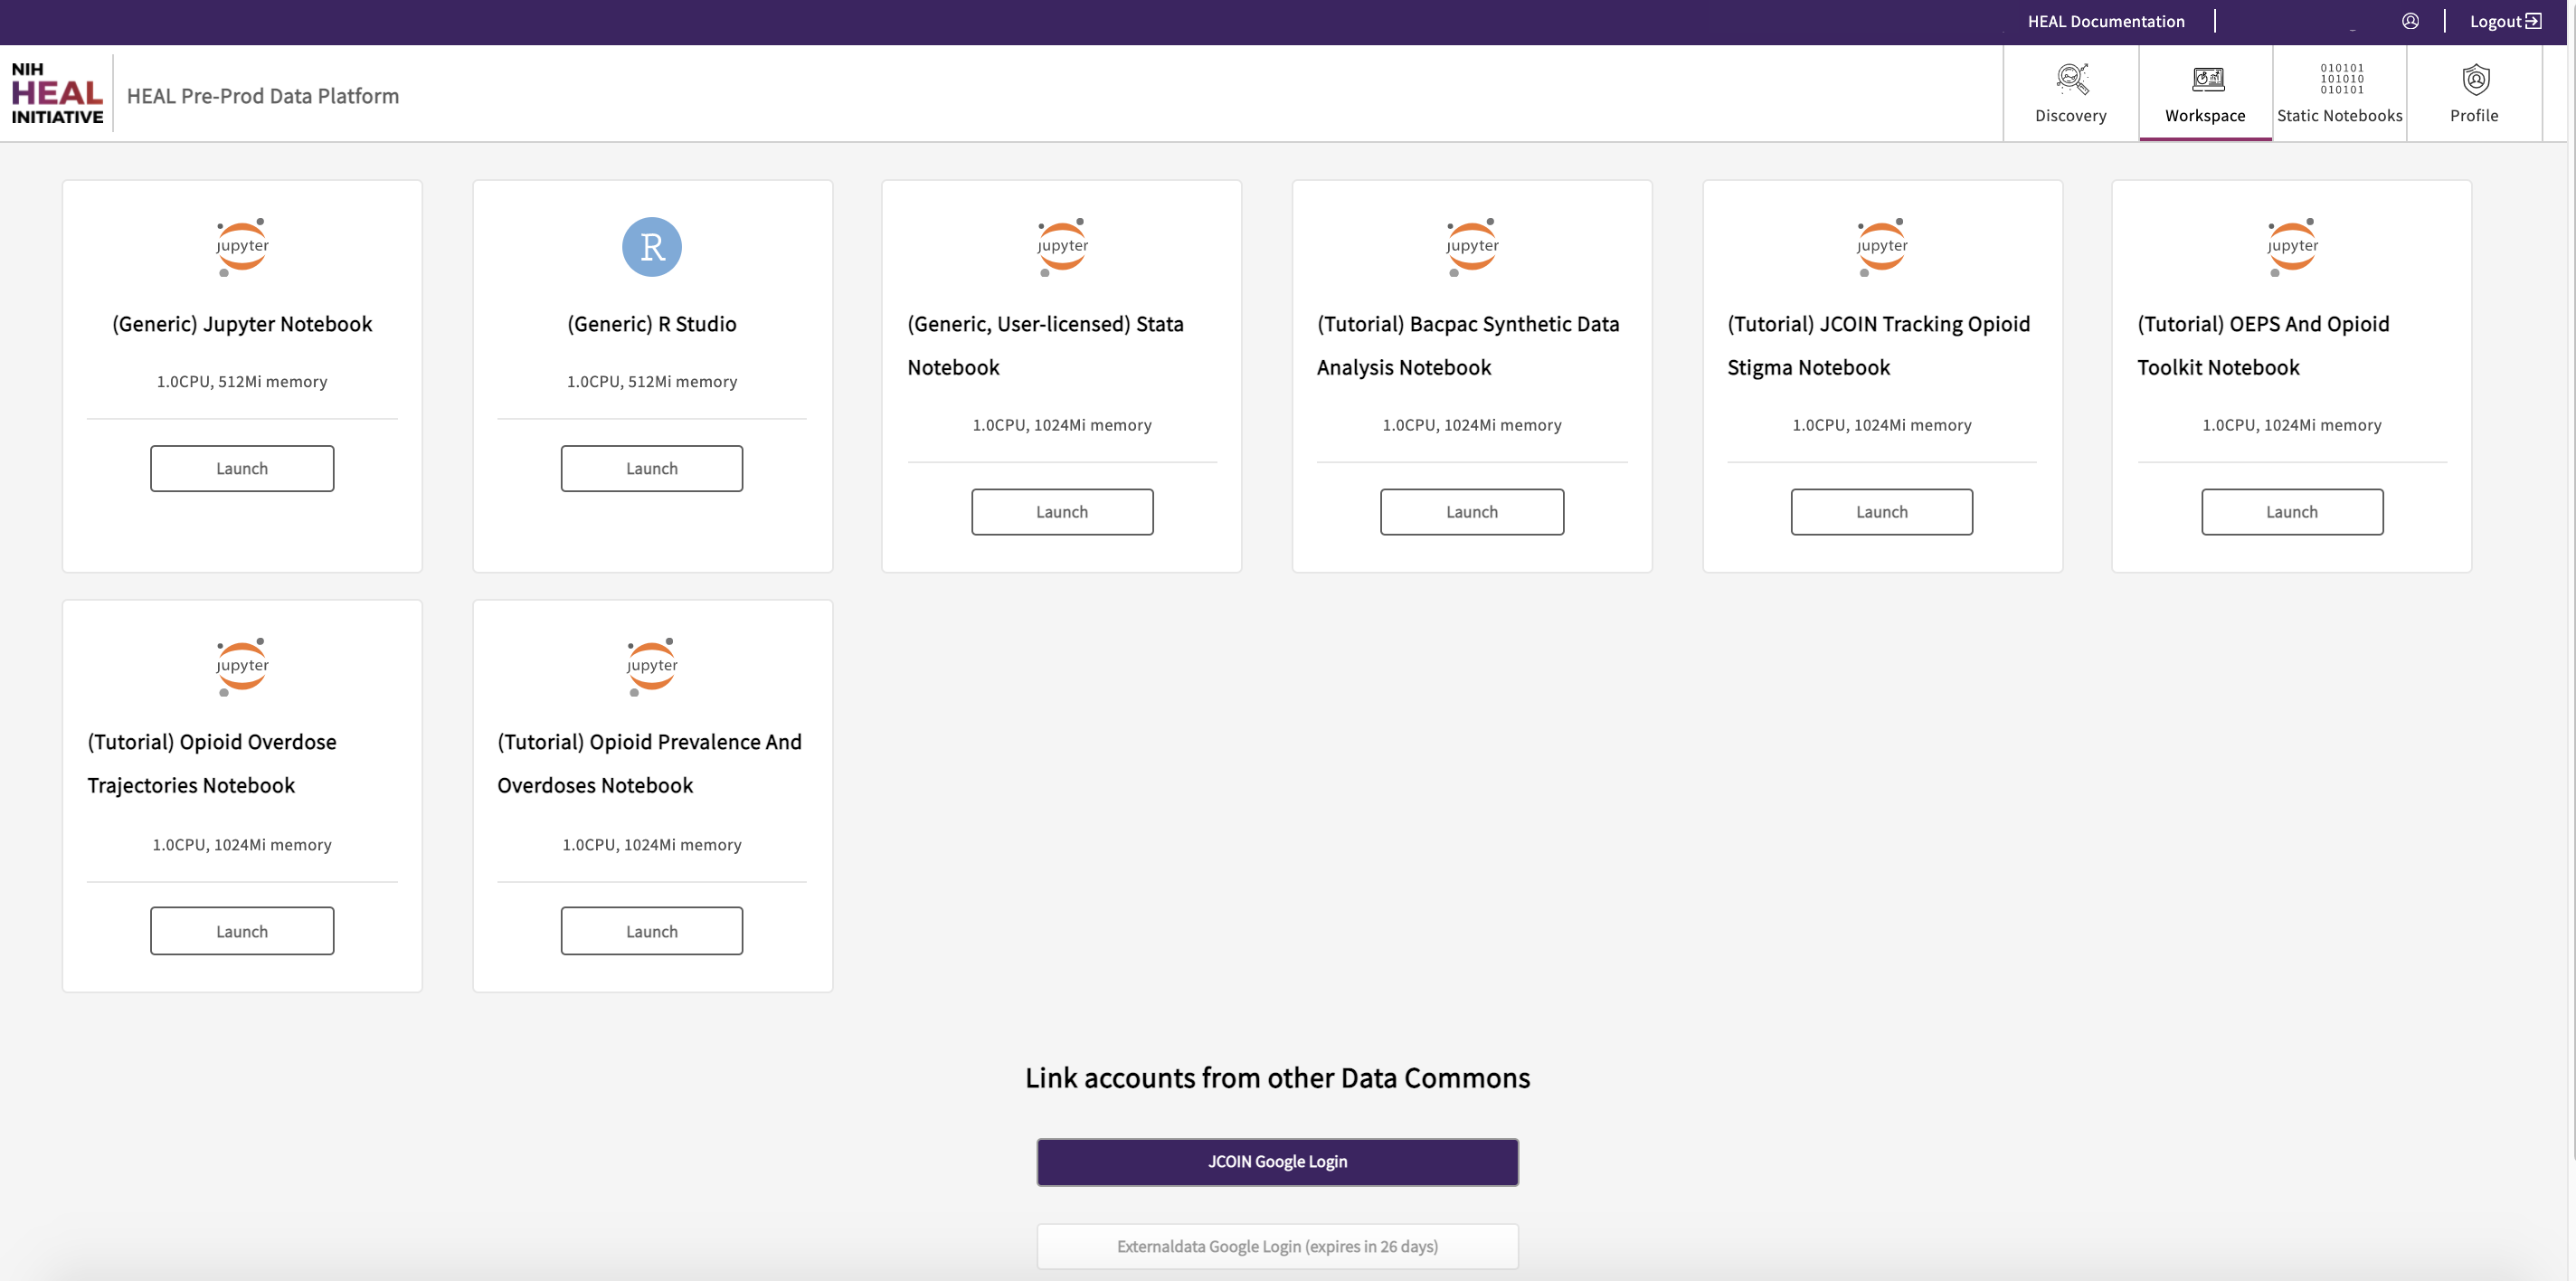 HEAL Documentation
Logout
NIH
HEAL
INITIATIVE
HEAL Pre-Prod Data Platform
Discovery
Workspace
010101
101010
010101
Static Notebooks
Profile
jupyter
(Generic) Jupyter Notebook
1.0CPU, 512Mi memory
Launch
R
(Generic) R Studio
1.0CPU, 512Mi memory
Launch
jupyter
(Generic, User-licensed) Stata
Notebook
1.0CPU, 1024Mi memory
Launch
jupyter
(Tutorial) Bacpac Synthetic Data
Analysis Notebook
1.0CPU, 1024Mi memory
Launch
jupyter
(Tutorial) JCOIN Tracking Opioid
Stigma Notebook
1.0CPU, 1024Mi memory
Launch
jupyter
(Tutorial) OEPS And Opioid
Toolkit Notebook
1.0CPU, 1024Mi memory
Launch
jupyter
(Tutorial) Opioid Overdose
Trajectories Notebook
1.0CPU, 1024Mi memory
Launch
jupyter
(Tutorial) Opioid Prevalence And
Overdoses Notebook
1.0CPU, 1024Mi memory
Launch
Link accounts from other Data Commons
JCOIN Google Login
Externaldata Google Login (expires in 26 days)